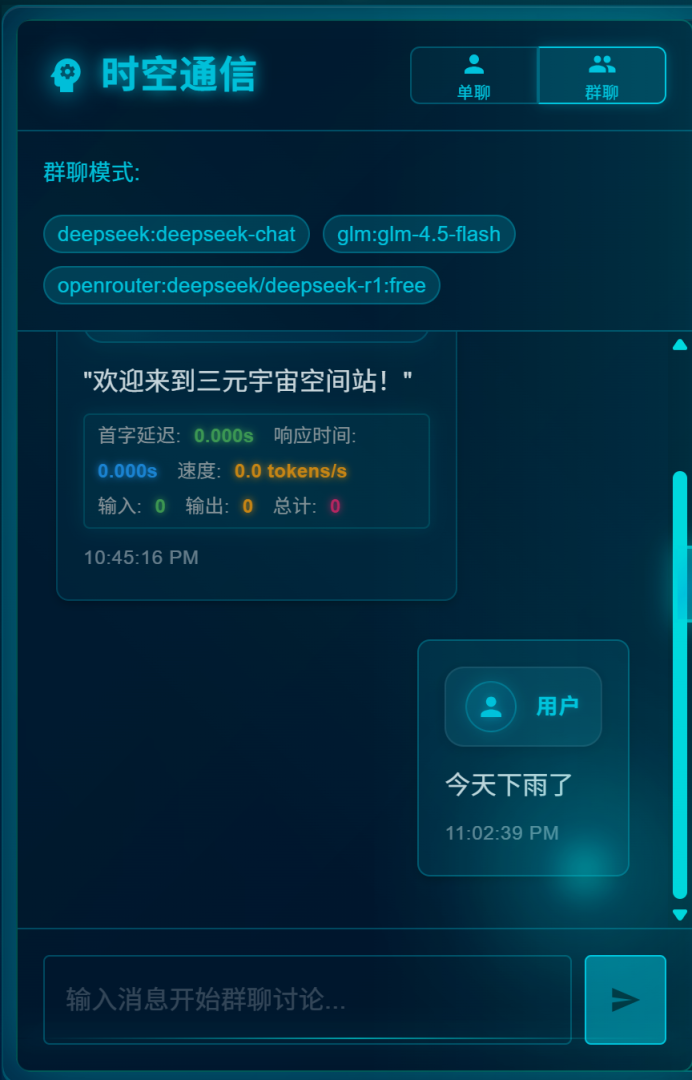 时空通信
单聊
群聊
群聊模式:
deepseek:deepseek-chat
glm:glm-4.5-flash
openrouter:deepseek/deepseek-r1:free
"欢迎来到三元宇宙空间站！"
首字延迟: 0.000s 响应时间:
0.000s 速度: 0.0 tokens/s
输入: 0 输出: 0 总计: 0
10:45:16 PM
用户
今天下雨了
11:02:39 PM
输入消息开始群聊讨论...